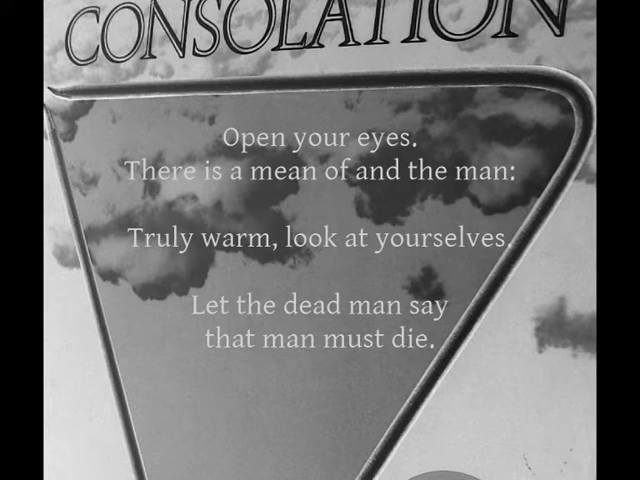 CONSOLATION
Open your eyes.
There is a mean of and the man:
Truly warm, look at yourselves.
Let the dead man say
that man must die.